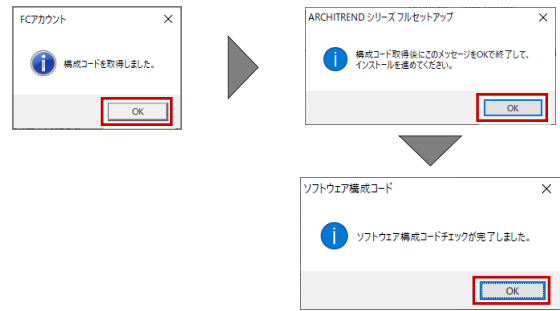 FCアカウント
構成コードを取得しました。
OK
ARCHITREND シリーズ フルセットアップ
構成コード取得後にこのメッセージをOKで終了して、
インストールを進めてください。
OK
ソフトウェア構成コード
ソフトウエア構成コードチェックが完了しました。
OK